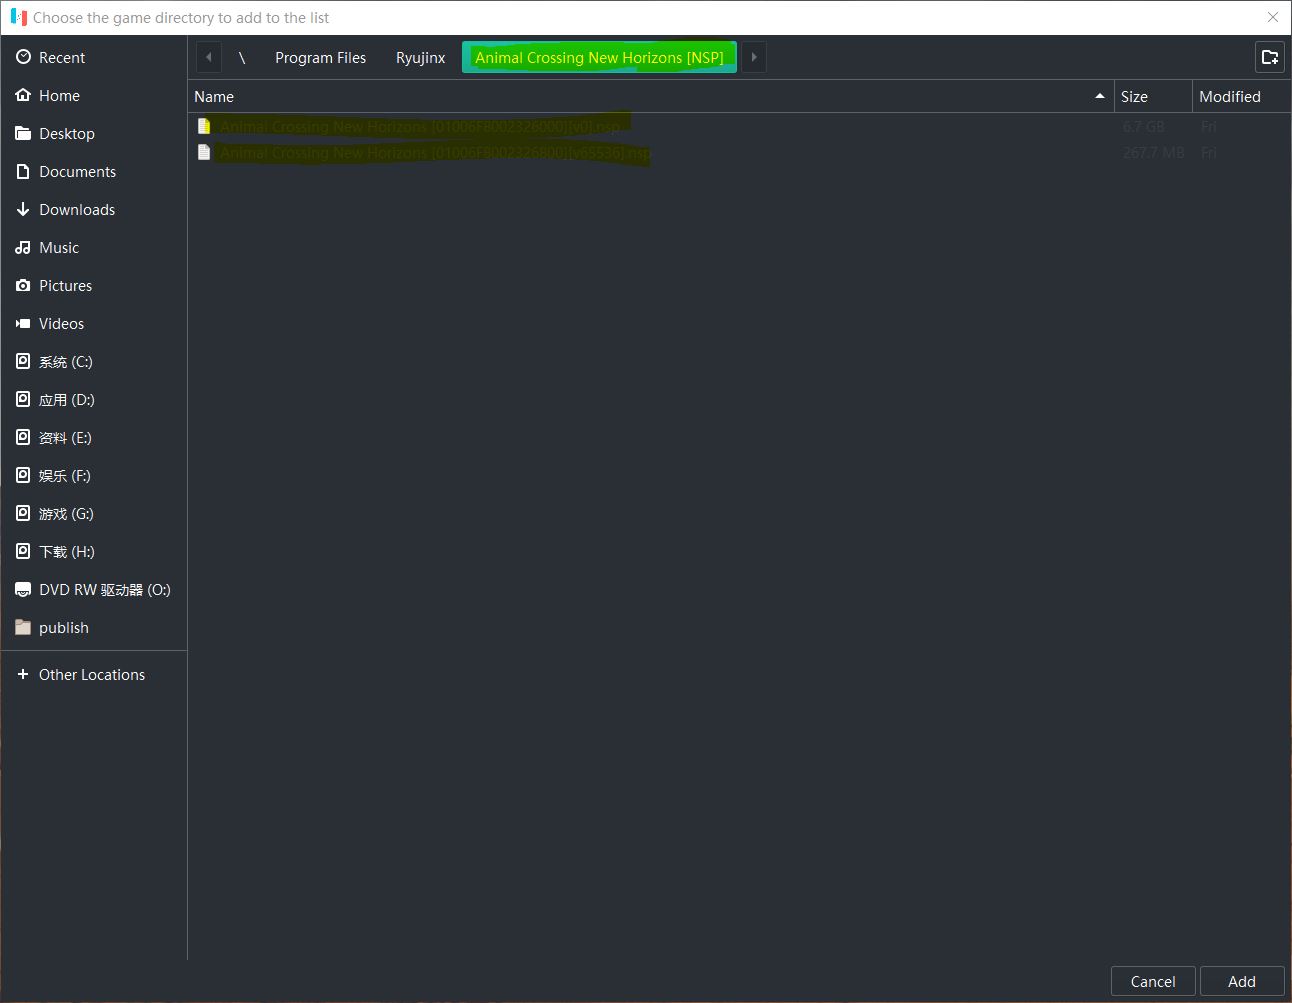 Choose the game directory to add to the list
Recent
Home
Desktop
Documents
Downloads
Music
Pictures
Videos
系统 (C:)
应用 (D:)
资料 (E:)
娱乐 (F:)
游戏 (G:)
下载 (H:)
DVD RW 驱动器 (O:)
publish
Other Locations
\ Program Files Ryujinx Animal Crossing New Horizons [NSP]
Name Size Modified
Animal Crossing New Horizons [01006F8002326000][v0].nsp 6.7 GB Fri
Animal Crossing New Horizons [01006F8002326800][v65536].nsp 267.7 MB Fri
Cancel Add